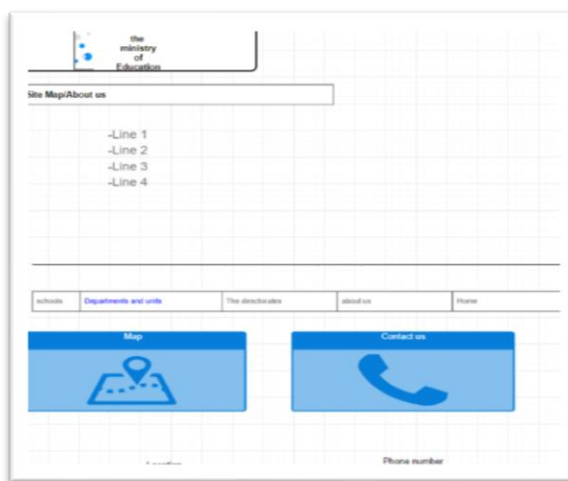 the
ministry
of
Education
Site Map/About us
-Line 1
-Line 2
-Line 3
-Line 4
schools Departments and units The directorates about us Home
Map Contact us
Location Phone number